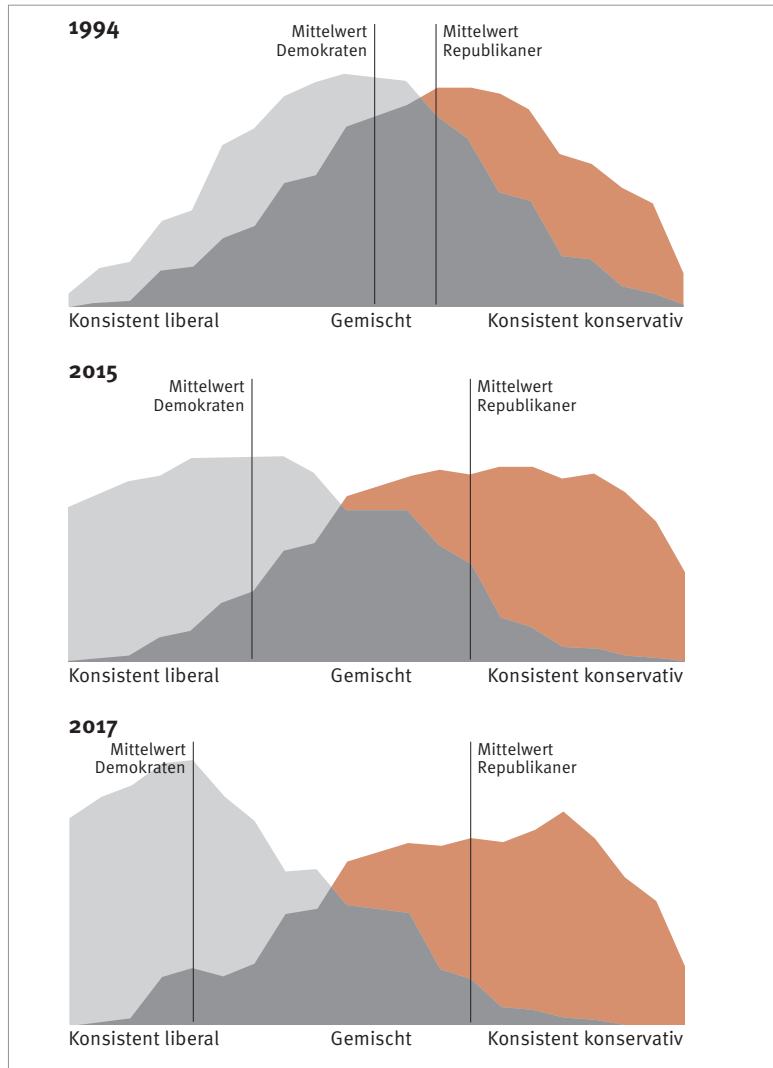 1994
Mittelwert
Demokraten
Mittelwert
Republikaner
Konsistent liberal
Gemischt
Konsistent konservativ
2015
Mittelwert
Demokraten
Mittelwert
Republikaner
Konsistent liberal
Gemischt
Konsistent konservativ
2017
Mittelwert
Demokraten
Mittelwert
Republikaner
Konsistent liberal
Gemischt
Konsistent konservativ